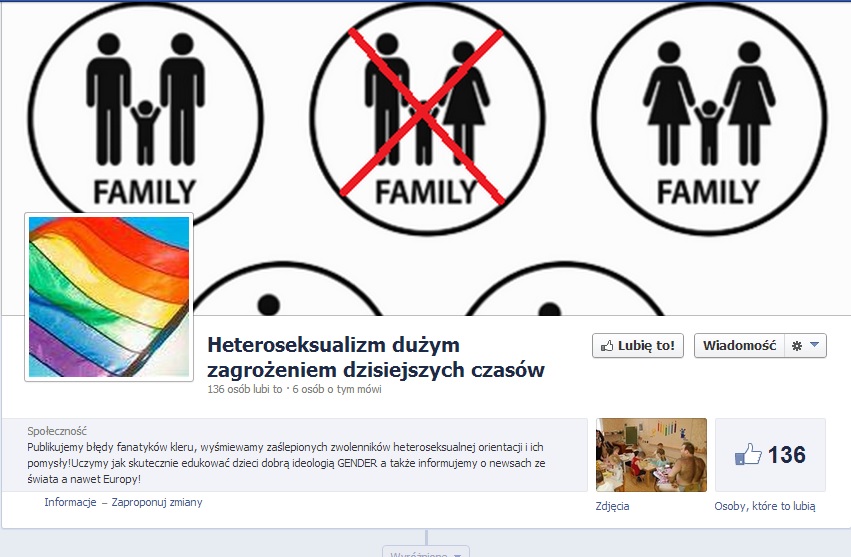 FAMILY
FAMILY
FAMILY
Heteroseksualizm dużym
zagrożeniem dzisiejszych czasów
136 osób lubi to · 6 osób o tym mówi
Lubię to!
Wiadomość
Społeczność
Publikujemy błędy fanatyków kleru, wyśmiewamy zaślepionych zwolenników heteroseksualnej orientacji i ich
pomysły!Uczymy jak skutecznie edukować dzieci dobrą ideologią GENDER a także informujemy o newsach ze
świata a nawet Europy!
Informacje – Zaproponuj zmiany
136
Zdjęcia
Osoby, które to lubią
Wyróżnione